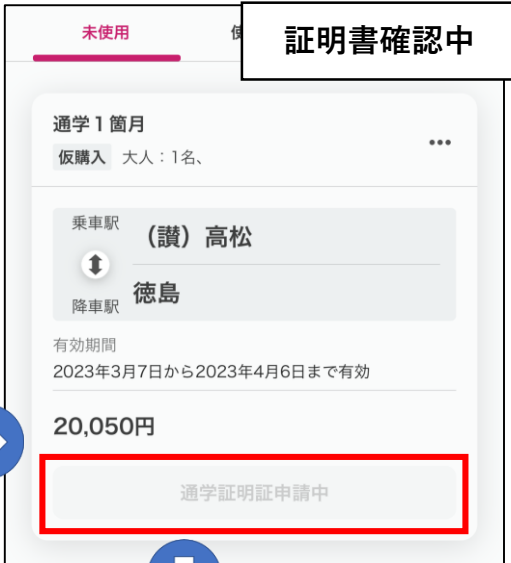 未使用
証明書確認中
通学1箇月
仮購入 大人：1名、
•••
乗車駅
（讃）高松
徳島
降車駅
有効期間
2023年3月7日から2023年4月6日まで有効
20,050円
通学証明証申請中